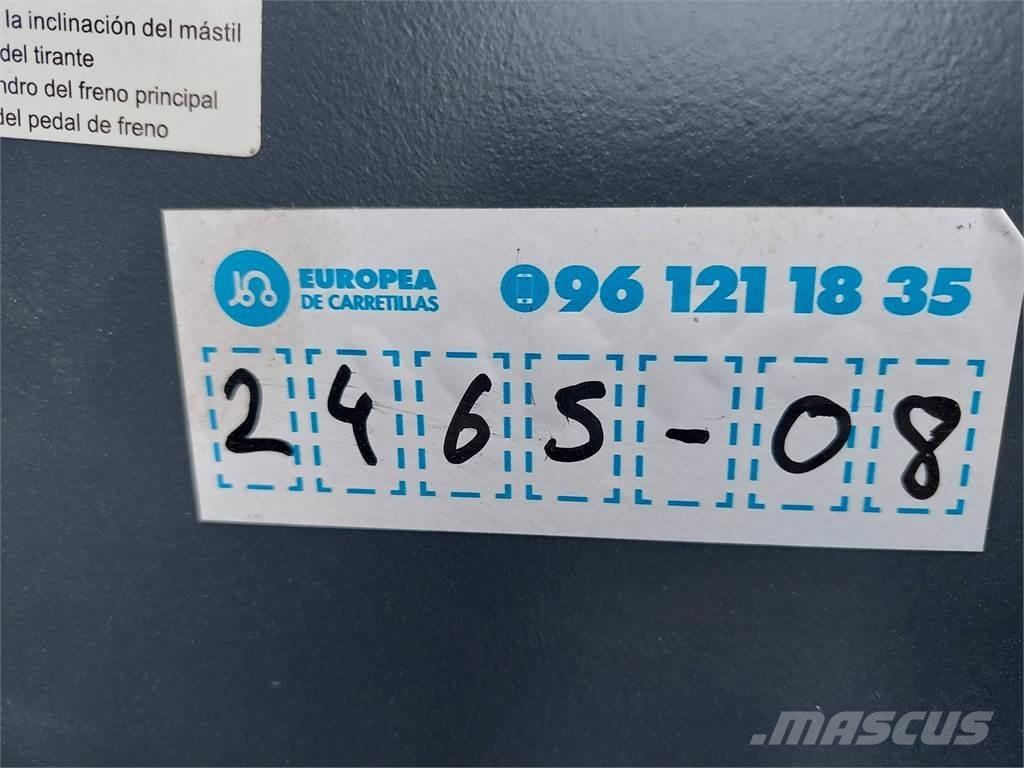 la inclinación del mástil
del tirante
del freno principal
del pedal de freno
EUROPEA
DE CARRETILLAS
96 121 18 35
2465-08
MASCUS